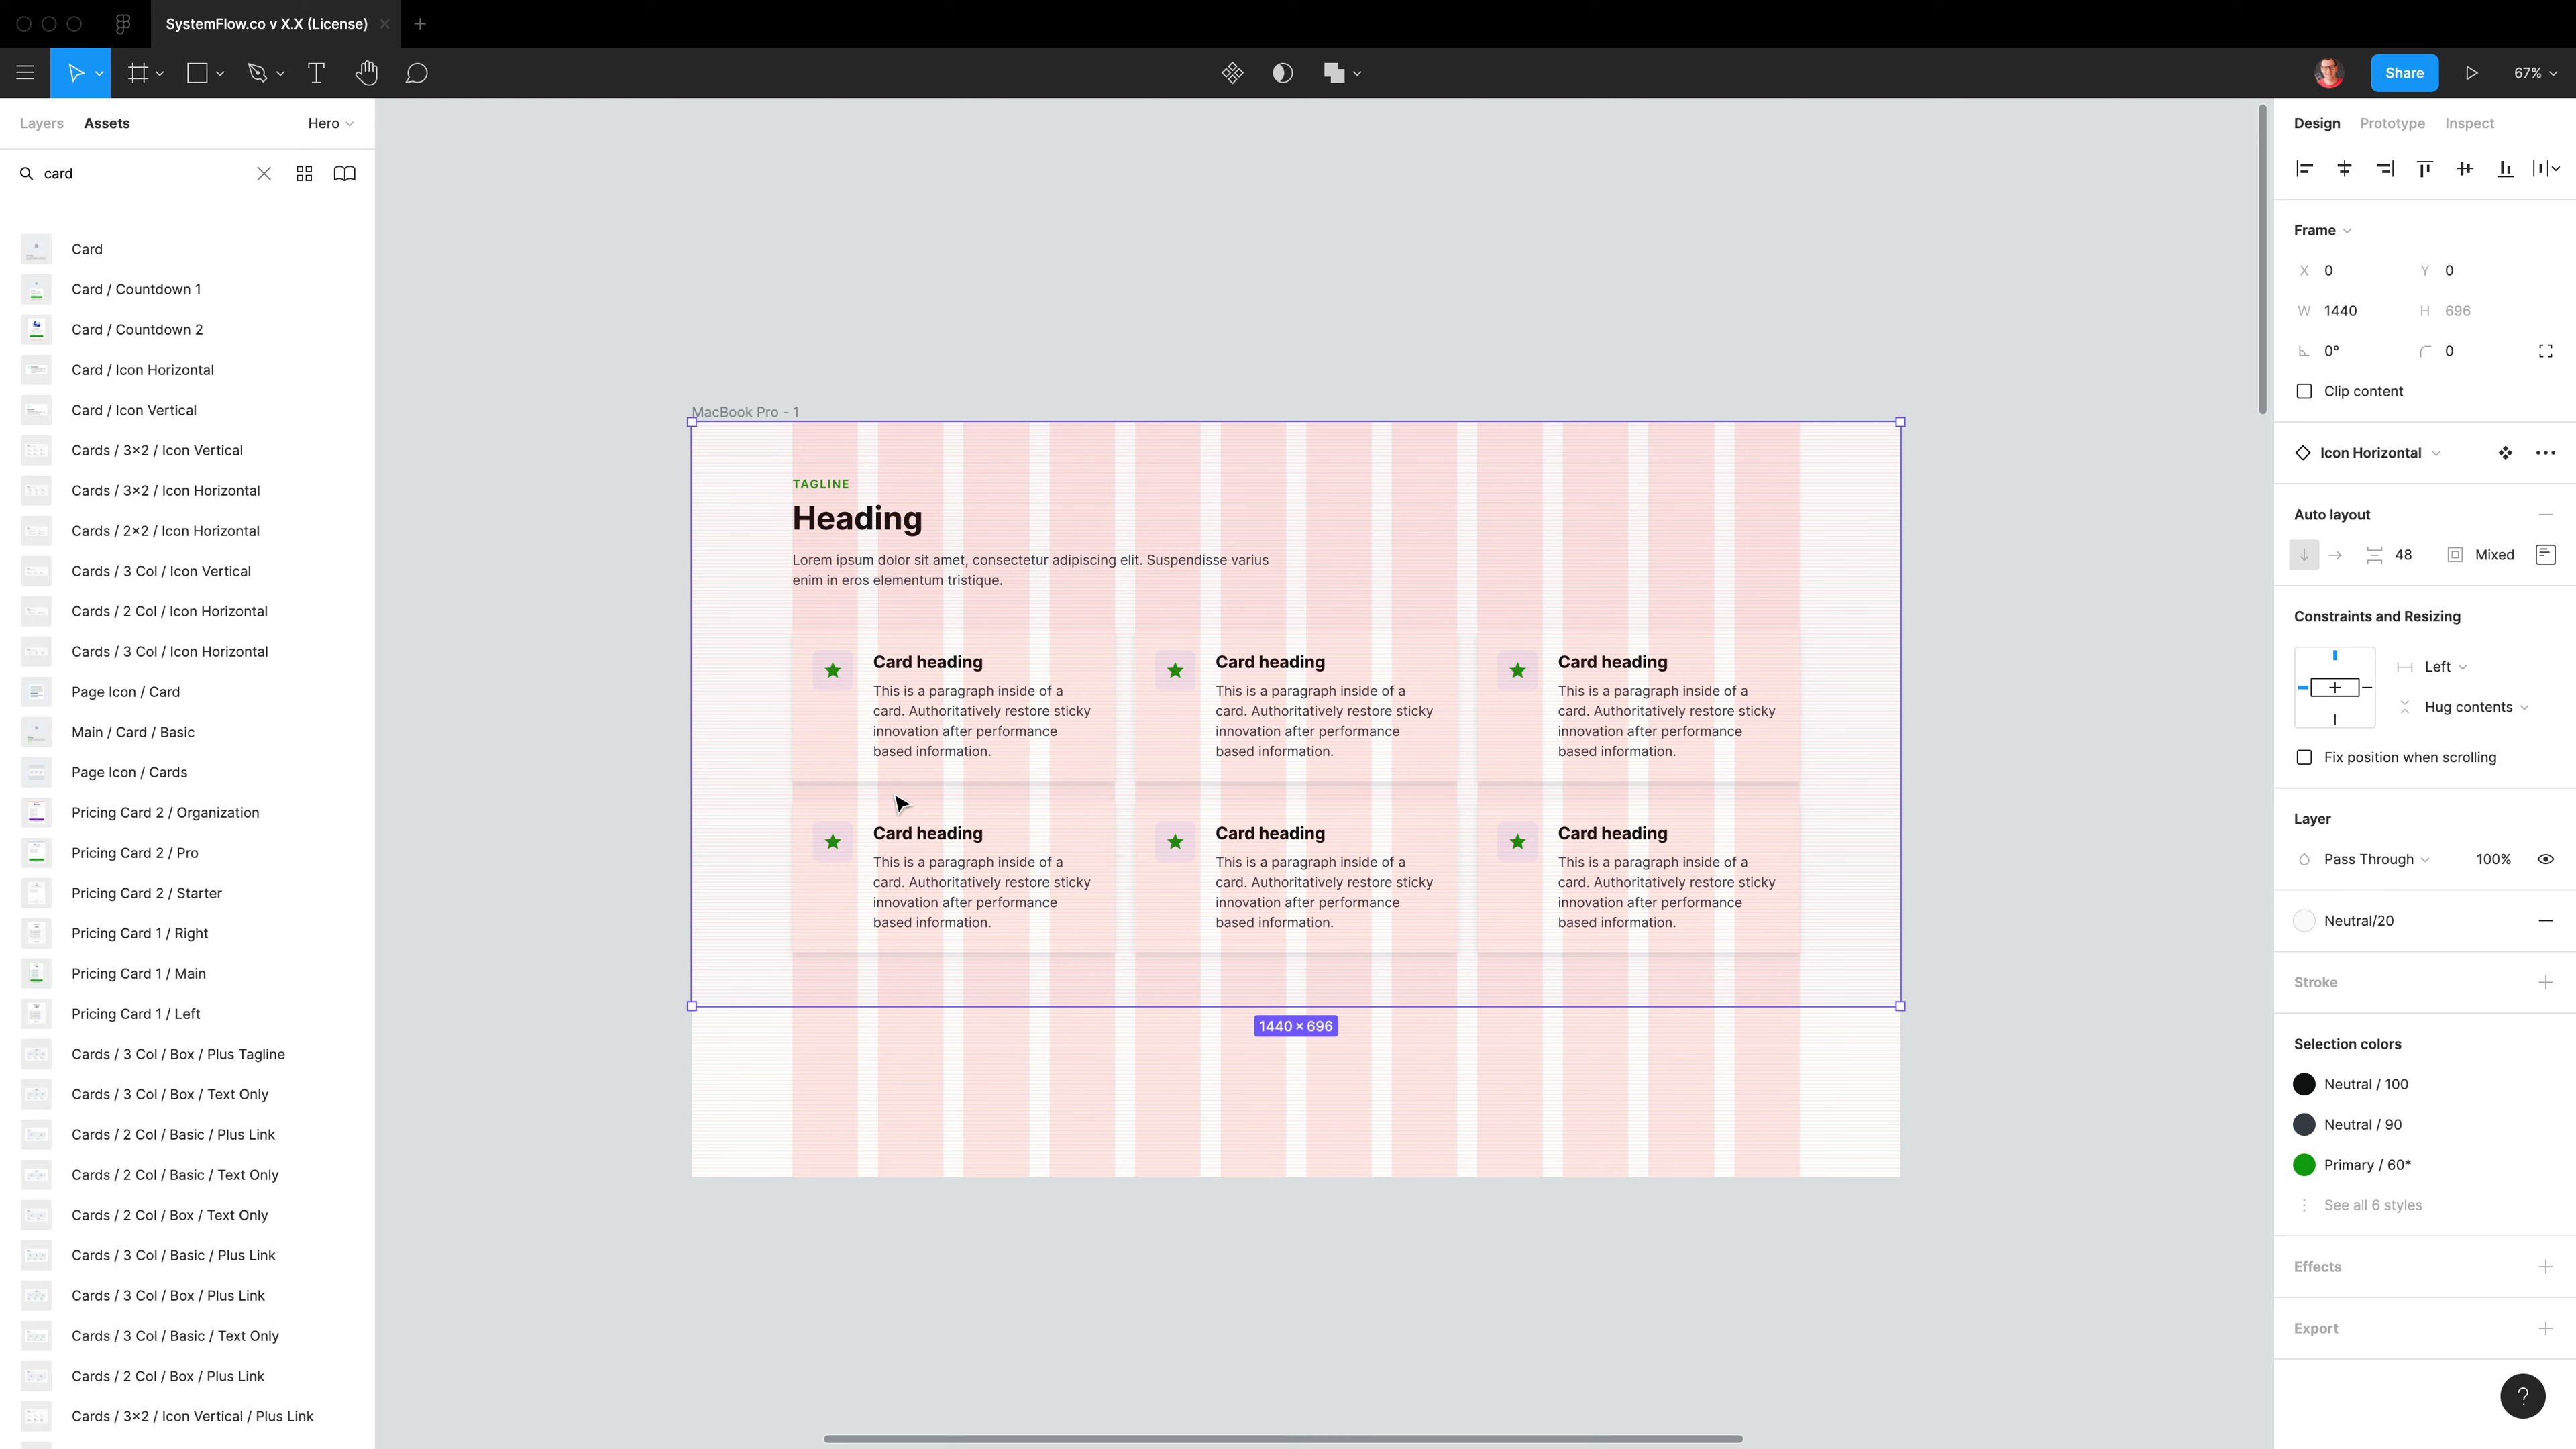 SystemFlow.co v X.X (License)
Share
67%
Layers
Assets
Hero
card
Card
Card / Countdown 1
Card / Countdown 2
Card / Icon Horizontal
Card / Icon Vertical
Cards / 3×2 / Icon Vertical
Cards / 3×2 / Icon Horizontal
Cards / 2×2 / Icon Horizontal
Cards / 3 Col / Icon Vertical
Cards / 2 Col / Icon Horizontal
Cards / 3 Col / Icon Horizontal
Page Icon / Card
Main / Card / Basic
Page Icon / Cards
Pricing Card 2 / Organization
Pricing Card 2 / Pro
Pricing Card 2 / Starter
Pricing Card 1 / Right
Pricing Card 1 / Main
Pricing Card 1 / Left
Cards / 3 Col / Box / Plus Tagline
Cards / 3 Col / Box / Text Only
Cards / 2 Col / Basic / Plus Link
Cards / 2 Col / Basic / Text Only
Cards / 2 Col / Box / Text Only
Cards / 3 Col / Basic / Plus Link
Cards / 3 Col / Box / Plus Link
Cards / 3 Col / Basic / Text Only
Cards / 2 Col / Box / Plus Link
Cards / 3×2 / Icon Vertical / Plus Link
MacBook Pro - 1
TAGLINE
Heading
Lorem ipsum dolor sit amet, consectetur adipiscing elit. Suspendisse varius
enim in eros elementum tristique.
Card heading
This is a paragraph inside of a
card. Authoritatively restore sticky
innovation after performance
based information.
Card heading
This is a paragraph inside of a
card. Authoritatively restore sticky
innovation after performance
based information.
Card heading
This is a paragraph inside of a
card. Authoritatively restore sticky
innovation after performance
based information.
Card heading
This is a paragraph inside of a
card. Authoritatively restore sticky
innovation after performance
based information.
Card heading
This is a paragraph inside of a
card. Authoritatively restore sticky
innovation after performance
based information.
Card heading
This is a paragraph inside of a
card. Authoritatively restore sticky
innovation after performance
based information.
1440 × 696
Design
Prototype
Inspect
Frame
X 0
Y 0
W 1440
H 696
0°
0
Clip content
Icon Horizontal
Auto layout
48
Mixed
Constraints and Resizing
Left
Hug contents
Fix position when scrolling
Layer
Pass Through
100%
Neutral/20
Stroke
Selection colors
Neutral / 100
Neutral / 90
Primary / 60*
See all 6 styles
Effects
Export
?